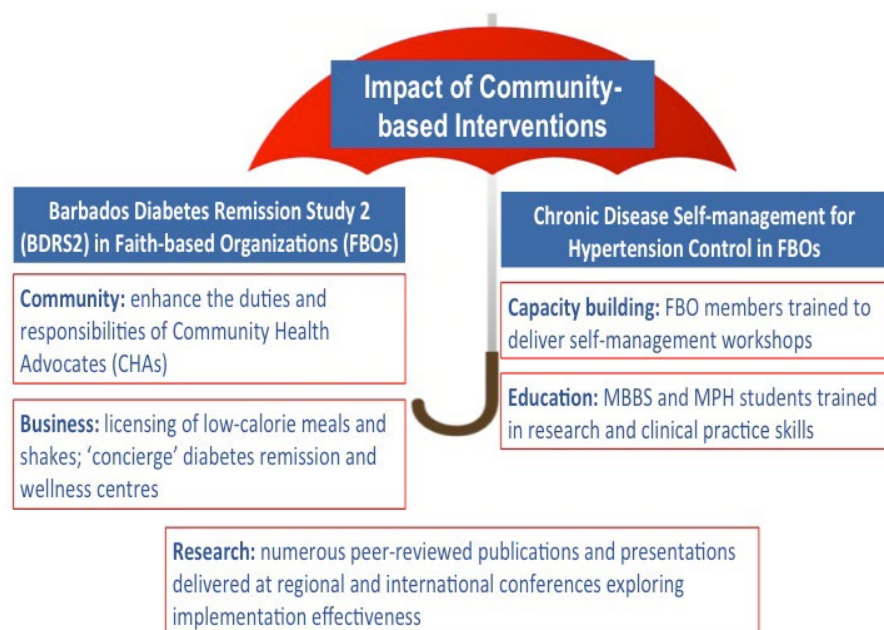 Impact of Community-
based Interventions
Barbados Diabetes Remission Study 2
(BDRS2) in Faith-based Organizations (FBOs)
Community: enhance the duties and
responsibilities of Community Health
Advocates (CHAs)
Business: licensing of low-calorie meals and
shakes; ‘concierge’ diabetes remission and
wellness centres
Chronic Disease Self-management for
Hypertension Control in FBOs
Capacity building: FBO members trained to
deliver self-management workshops
Education: MBBS and MPH students trained
in research and clinical practice skills
Research: numerous peer-reviewed publications and presentations
delivered at regional and international conferences exploring
implementation effectiveness